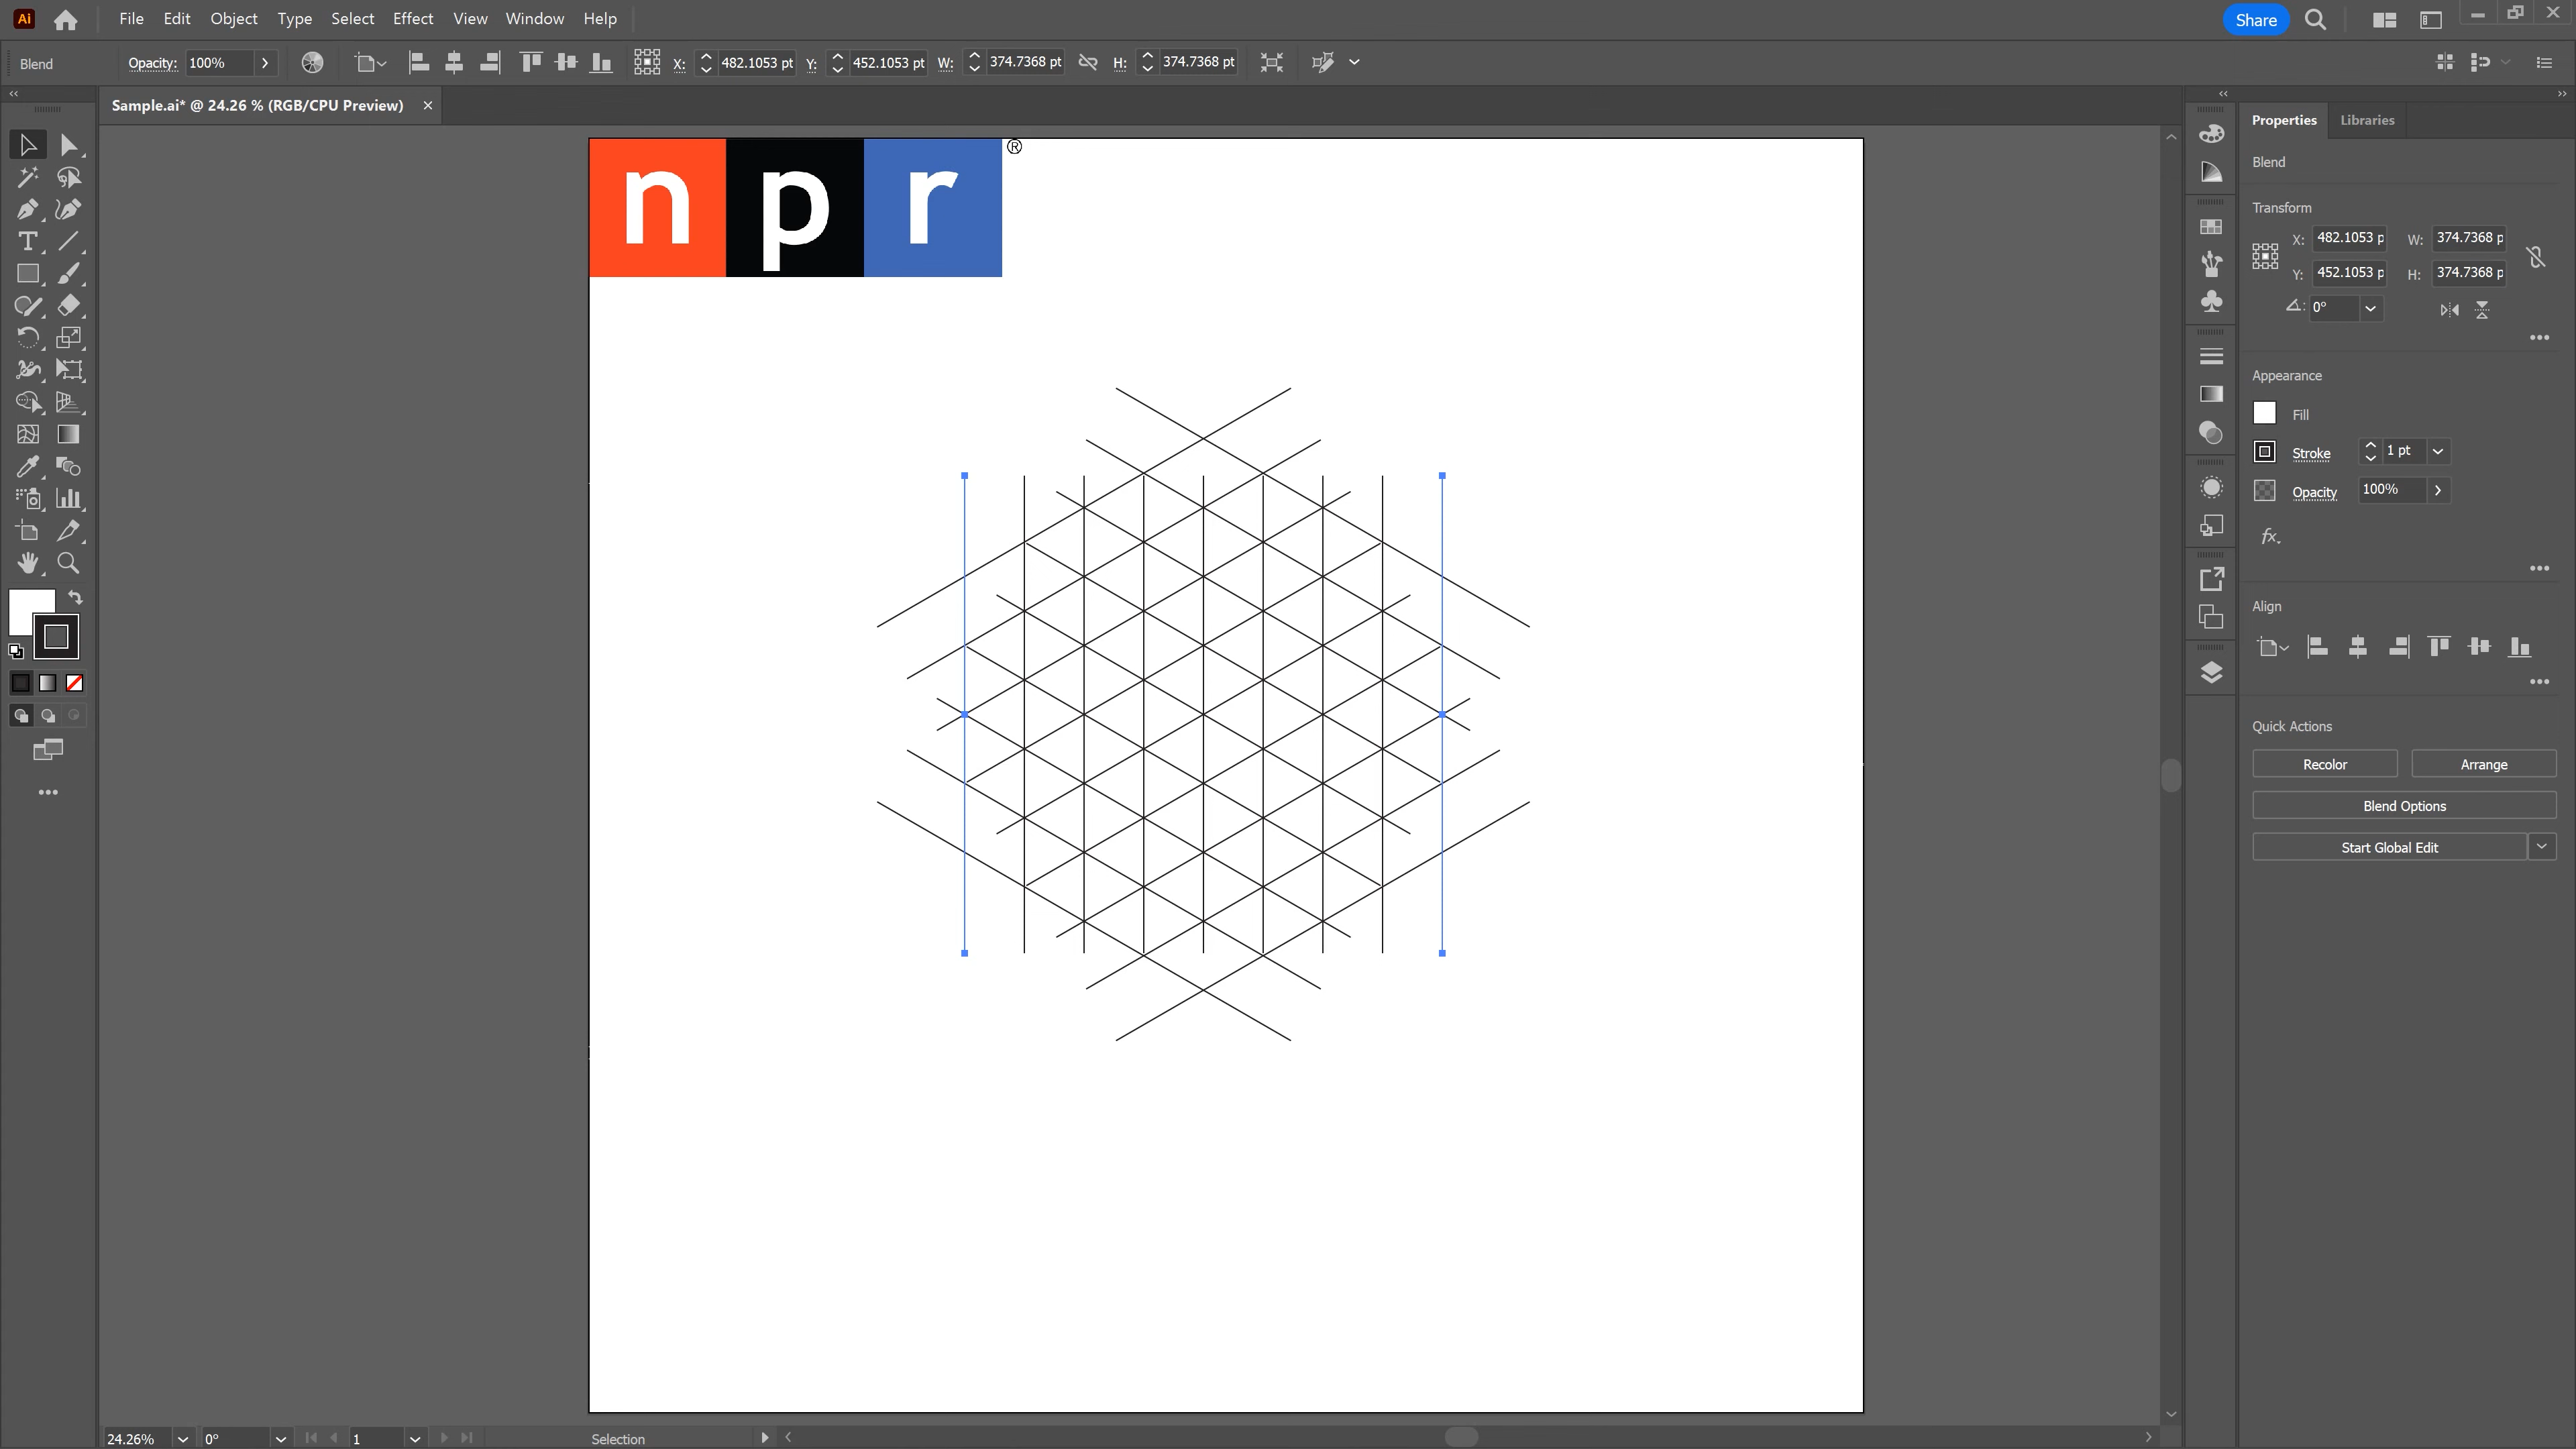 Ai File Edit Object Type Select Effect View Window Help Share
Blend Opacity: 100% X: 482.1053 pt Y: 452.1053 pt W: 374.7368 pt H: 374.7368 pt
Sample.ai* @ 24.26 % (RGB/CPU Preview)
npr®
Properties Libraries
Blend
Transform
X: 482.1053 p W: 374.7368 p
Y: 452.1053 p H: 374.7368 p
0°
Appearance
Fill
Stroke 1 pt
Opacity 100%
fx.
Align
Quick Actions
Recolor Arrange
Blend Options
Start Global Edit
24.26% 0° 1 Selection